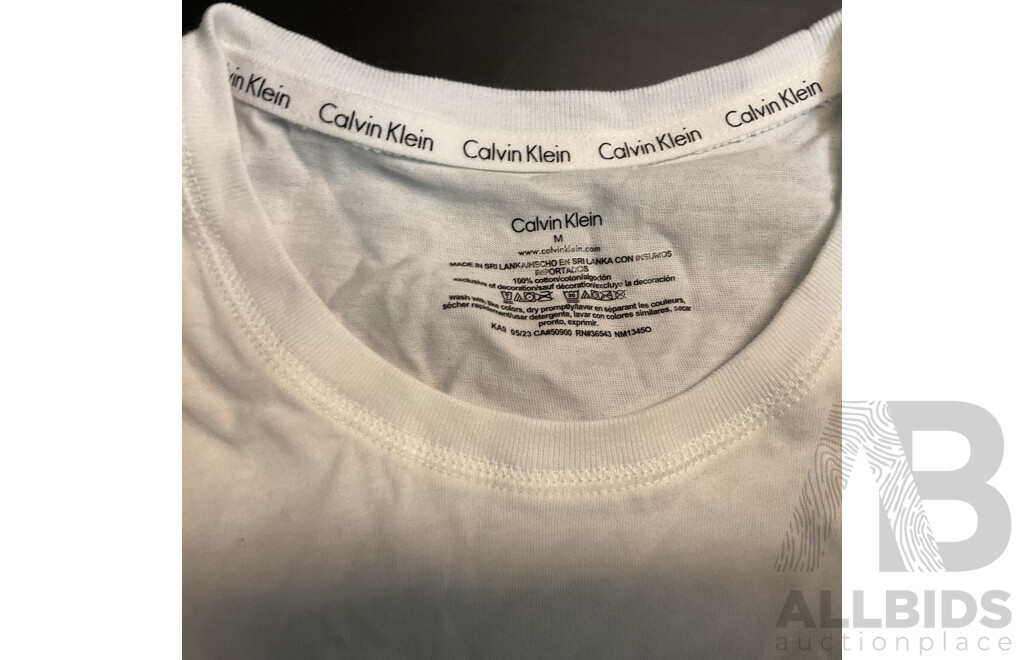 vin Klein Calvin Klein Calvin Klein Calvin Klein Calvin Klein
Calvin Klein
M
www.calvinklein.com
MADE IN SRI LANKA/HECHO EN SRI LANKA CON INSUMOS
IMPORTADOS
100% cotton/coton/algodón
exclusive of decoration/sauf décoration/excluye la decoración
wash with like colors, dry promptly/laver en séparant les couleurs,
sécher rapidement/usar detergente, lavar con colores similares, secar
pronto, exprimir.
KA9 05/23 CA#50900 RN#36543 NM1345O
AB
ALLBIDS
auctionplace